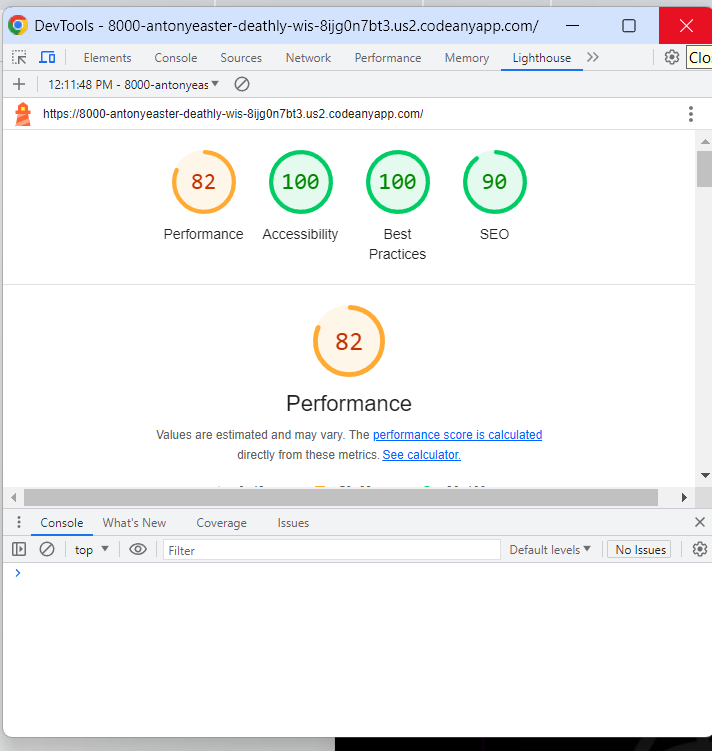 DevTools - 8000-antonyeaster-deathly-wis-8ijg0n7bt3.us2.codeanyapp.com/
Elements Console Sources Network Performance Memory Lighthouse
Clos
12:11:48 PM - 8000-antonyeas
https://8000-antonyeaster-deathly-wis-8ijg0n7bt3.us2.codeanyapp.com/
82 100 100 90
Performance Accessibility Best Practices SEO
82
Performance
Values are estimated and may vary. The performance score is calculated
directly from these metrics. See calculator.
Console What's New Coverage Issues
top Filter Default levels No Issues